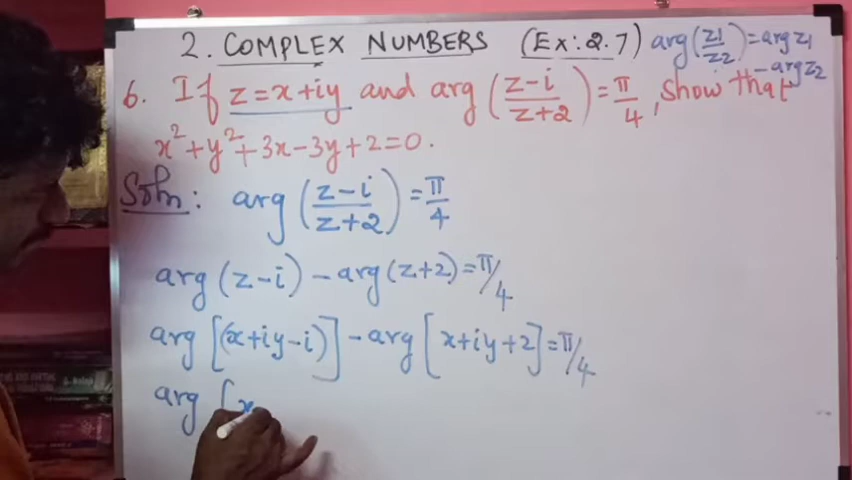 2. COMPLEX NUMBERS (Ex: 2.7) arg(z1/z2) = arg z1 - arg z2
6. If z = x+iy and arg((z-i)/(z+2)) = π/4, show that
x² + y² + 3x - 3y + 2 = 0.
Soln: arg((z-i)/(z+2)) = π/4
arg(z-i) - arg(z+2) = π/4
arg[(x+iy-i)] - arg[x+iy+2] = π/4
arg [x